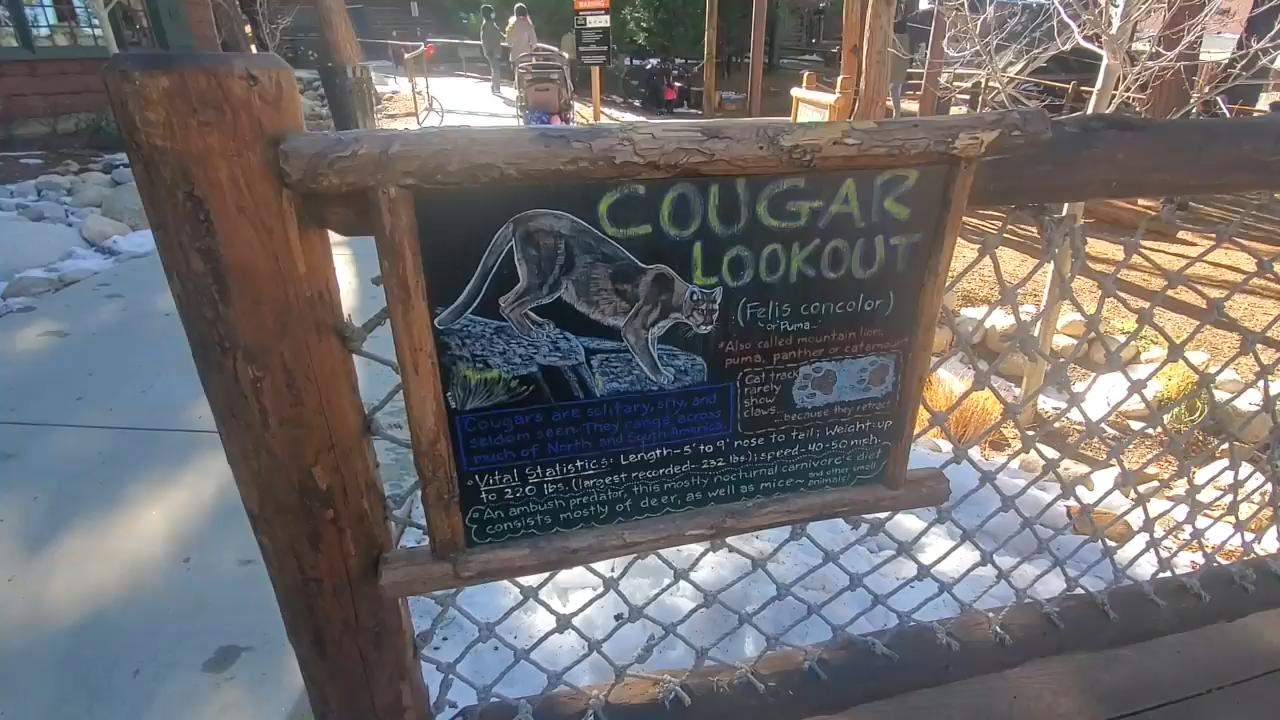 WARNING
COUGAR
LOOKOUT
(Felis concolor)
or Puma...
*Also called mountain lion,
puma, panther or catamount
Cat track
rarely
show
claws...because they retract
Cougars are solitary, shy, and
seldom seen. They range across
much of North and South America.
• Vital Statistics: Length-5' to 9' nose to tail; Weight: up
to 220 lbs. (largest recorded-232 lbs.); speed-40-50 mph.
• An ambush predator, this mostly nocturnal carnivore's diet
consists mostly of deer, as well as mice~ and other small
animals!